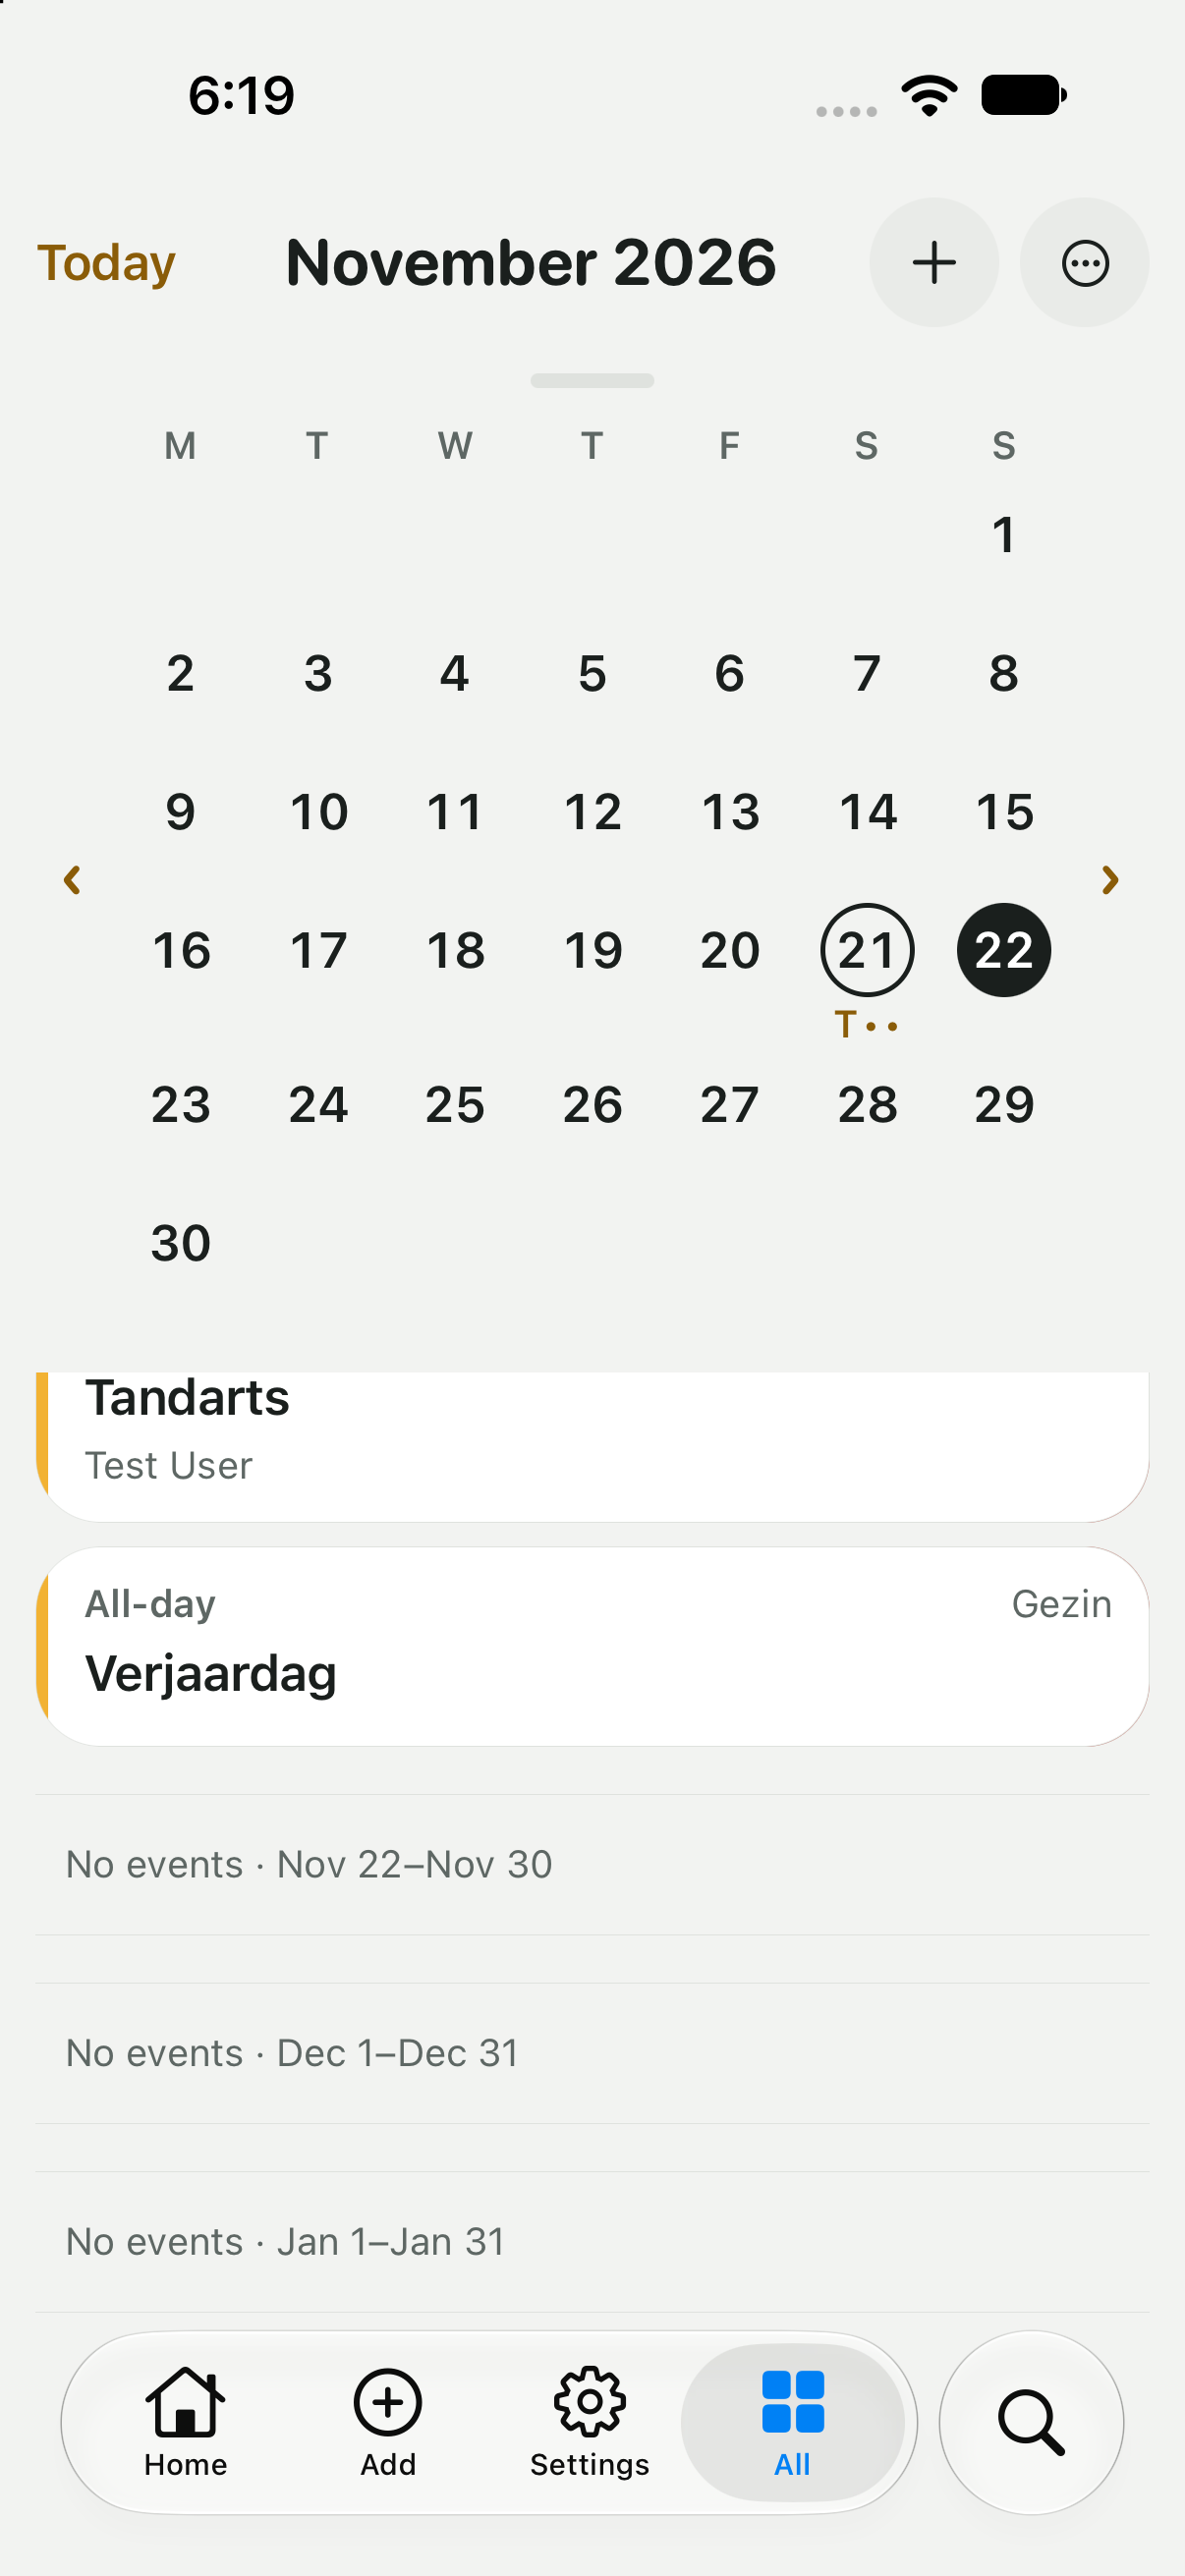 6:19
Today November 2026
M T W T F S S
1
2 3 4 5 6 7 8
9 10 11 12 13 14 15
16 17 18 19 20 21 22
T
23 24 25 26 27 28 29
30
Tandarts
Test User
All-day Gezin
Verjaardag
No events · Nov 22–Nov 30
No events · Dec 1–Dec 31
No events · Jan 1–Jan 31
Home Add Settings All